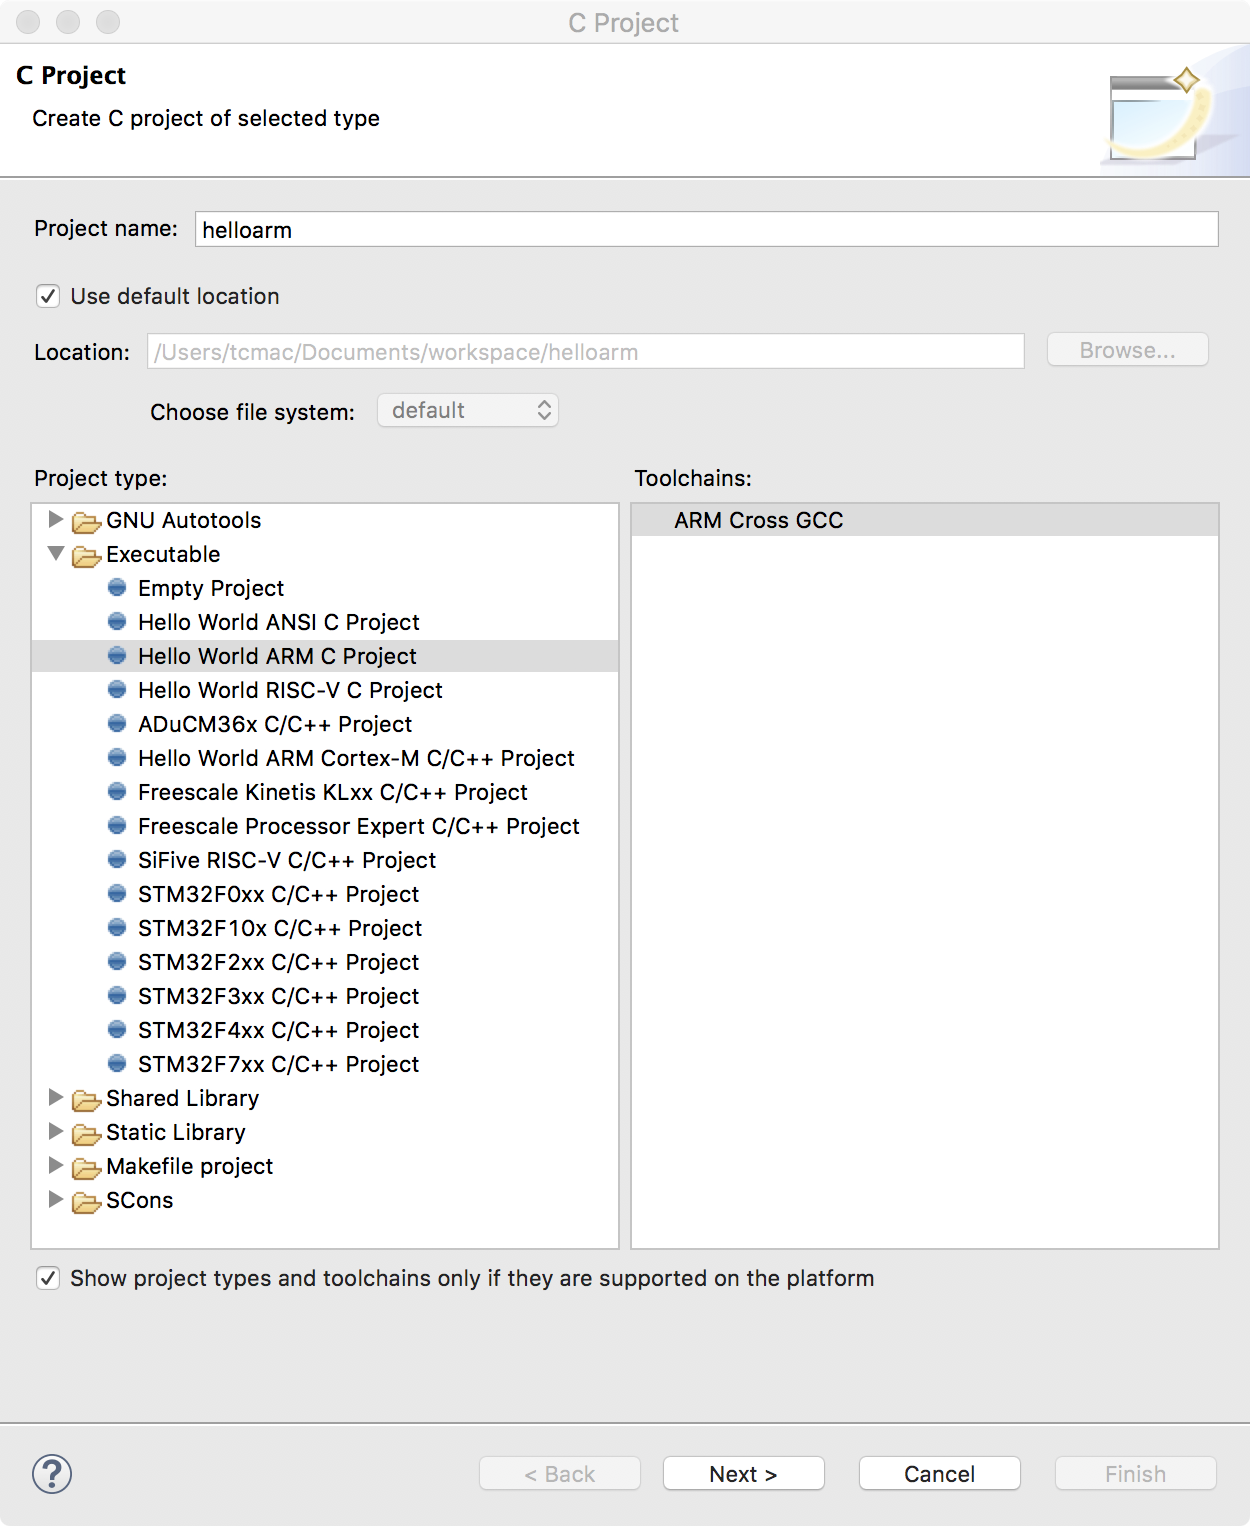 C Project
C Project
Create C project of selected type
Project name: helloarm
Use default location
Location: /Users/tcmac/Documents/workspace/helloarm Browse...
Choose file system: default
Project type: Toolchains:
GNU Autotools ARM Cross GCC
Executable
Empty Project
Hello World ANSI C Project
Hello World ARM C Project
Hello World RISC-V C Project
ADuCM36x C/C++ Project
Hello World ARM Cortex-M C/C++ Project
Freescale Kinetis KLxx C/C++ Project
Freescale Processor Expert C/C++ Project
SiFive RISC-V C/C++ Project
STM32F0xx C/C++ Project
STM32F10x C/C++ Project
STM32F2xx C/C++ Project
STM32F3xx C/C++ Project
STM32F4xx C/C++ Project
STM32F7xx C/C++ Project
Shared Library
Static Library
Makefile project
SCons
Show project types and toolchains only if they are supported on the platform
? < Back Next > Cancel Finish